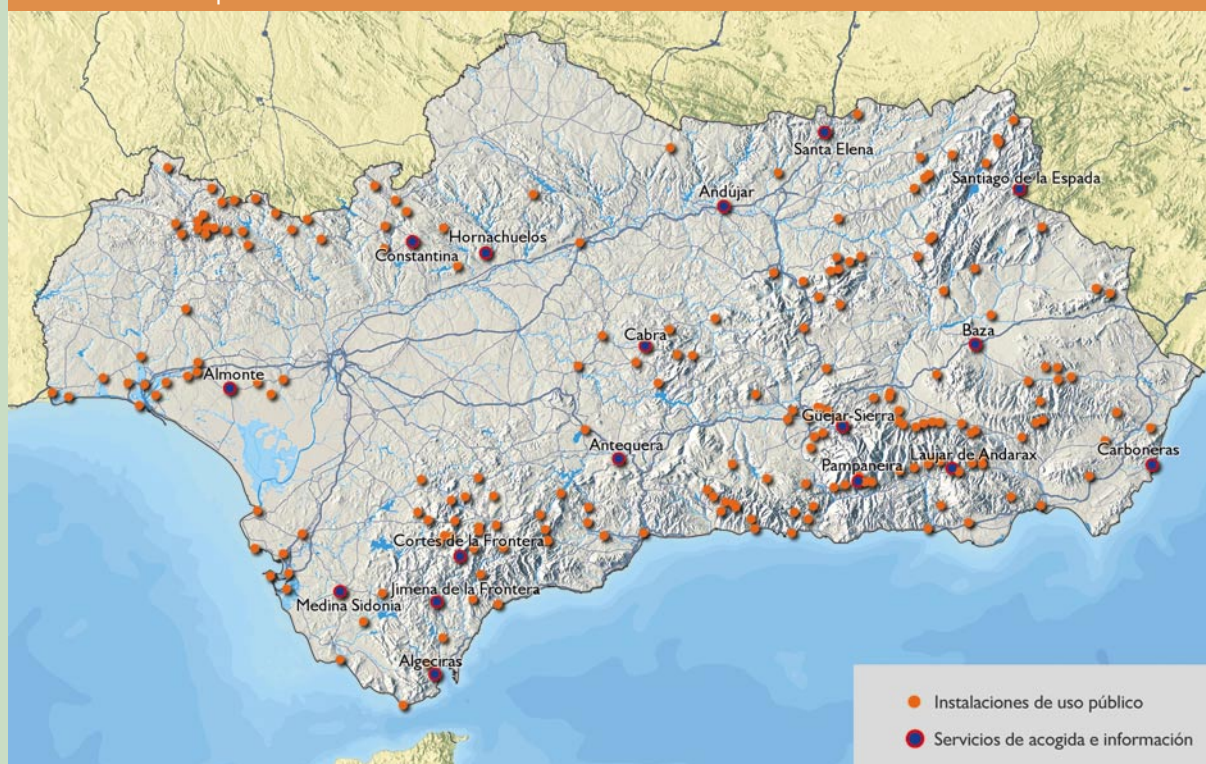 Santa Elena
Santiago de la Espada
Andújar
Hornachuelos
Constantina
Cabra
Baza
Almonte
Güejar-Sierra
Antequera
Laujar de Andarax
Carboneras
Pampaneira
Cortés de la Frontera
Jimena de la Frontera
Medina Sidonia
Algeciras
Instalaciones de uso público
Servicios de acogida e información